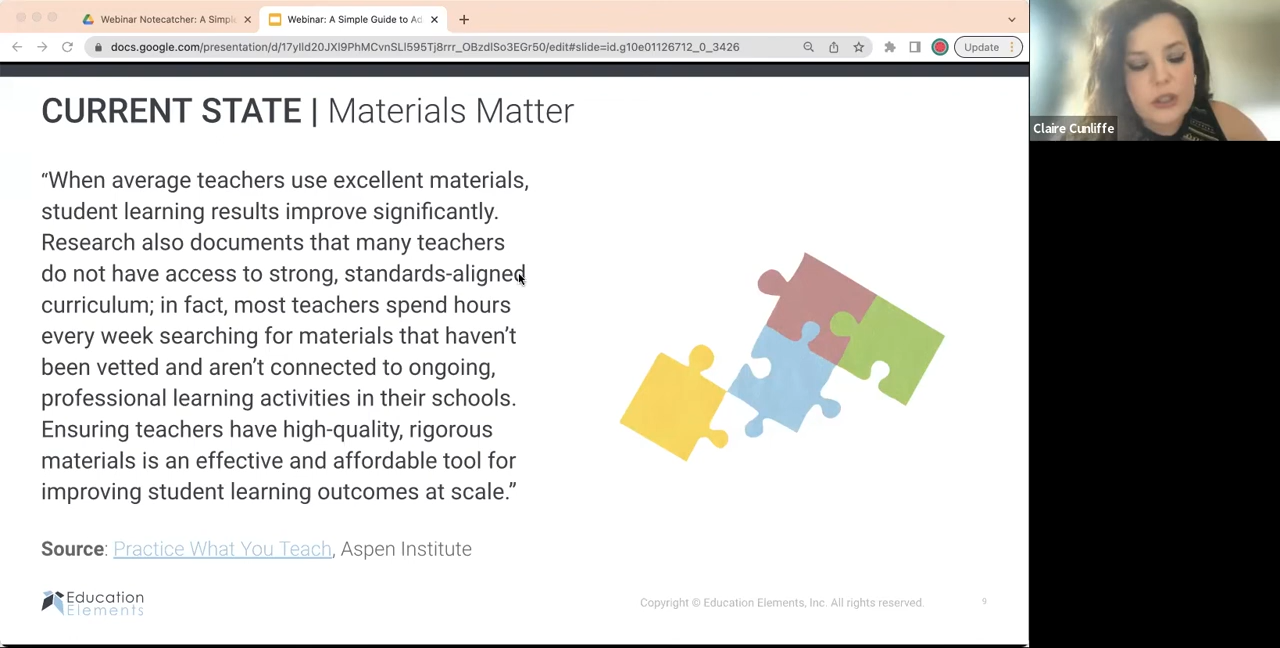 Webinar Notecatcher: A Simple
Webinar: A Simple Guide to Ad
docs.google.com/presentation/d/17yIld20JXl9PhMCvnSLl595Tj8rrr_OBzdlSo3EGr50/edit#slide=id.g10e01126712_0_3426
Update
CURRENT STATE | Materials Matter
“When average teachers use excellent materials,
student learning results improve significantly.
Research also documents that many teachers
do not have access to strong, standards-aligned
curriculum; in fact, most teachers spend hours
every week searching for materials that haven’t
been vetted and aren’t connected to ongoing,
professional learning activities in their schools.
Ensuring teachers have high-quality, rigorous
materials is an effective and affordable tool for
improving student learning outcomes at scale.”
Source: Practice What You Teach, Aspen Institute
Education
Elements
Copyright © Education Elements, Inc. All rights reserved.
9
Claire Cunliffe